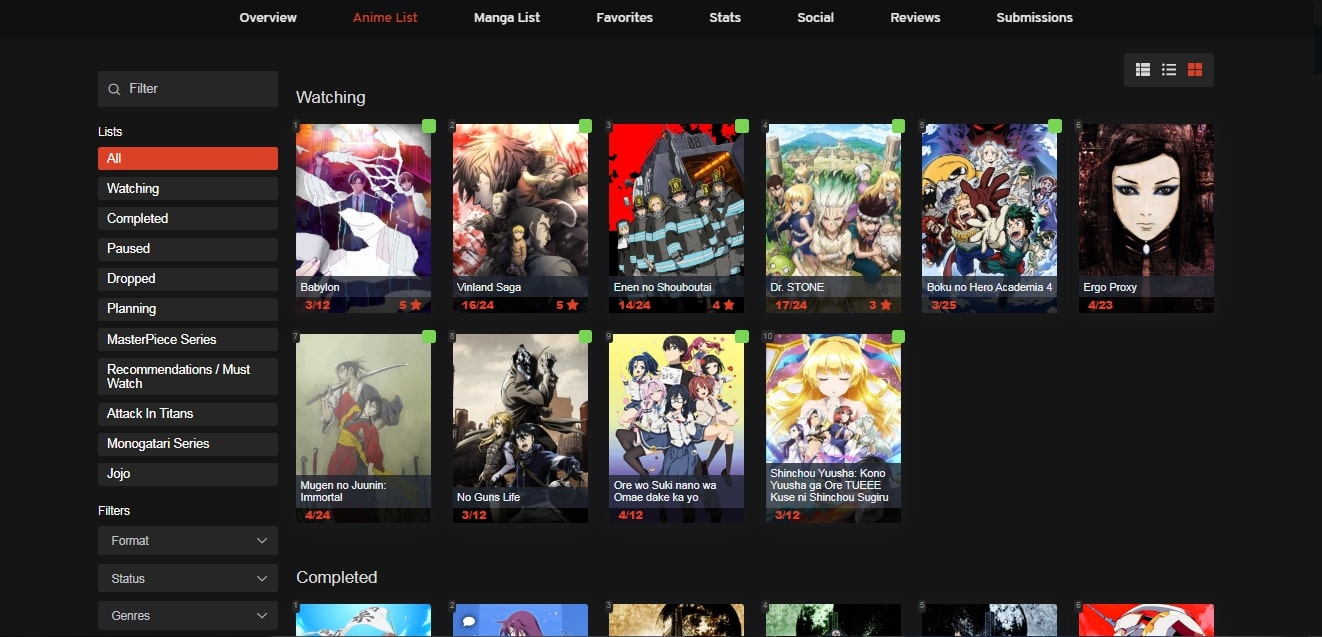 Overview Anime List Manga List Favorites Stats Social Reviews Submissions
Filter
Lists
All
Watching
Completed
Paused
Dropped
Planning
MasterPiece Series
Recommendations / Must
Watch
Attack In Titans
Monogatari Series
Jojo
Filters
Format
Status
Genres
Watching
1
Babylon
3/12 5
2
Vinland Saga
16/24 5
3
08
Enen no Shouboutai
14/24 4
4
Dr. STONE
17/24 3
5
Boku no Hero Academia 4
3/25
6
Ergo Proxy
4/23
7
Mugen no Juunin:
Immortal
4/24
8
No Guns Life
3/12
9
Ore wo Suki nano wa
Omae dake ka yo
4/12
10
Shinchou Yuusha: Kono
Yuusha ga Ore TUEEE
Kuse ni Shinchou Sugiru
3/12
Completed
1 2 3 4 5 6